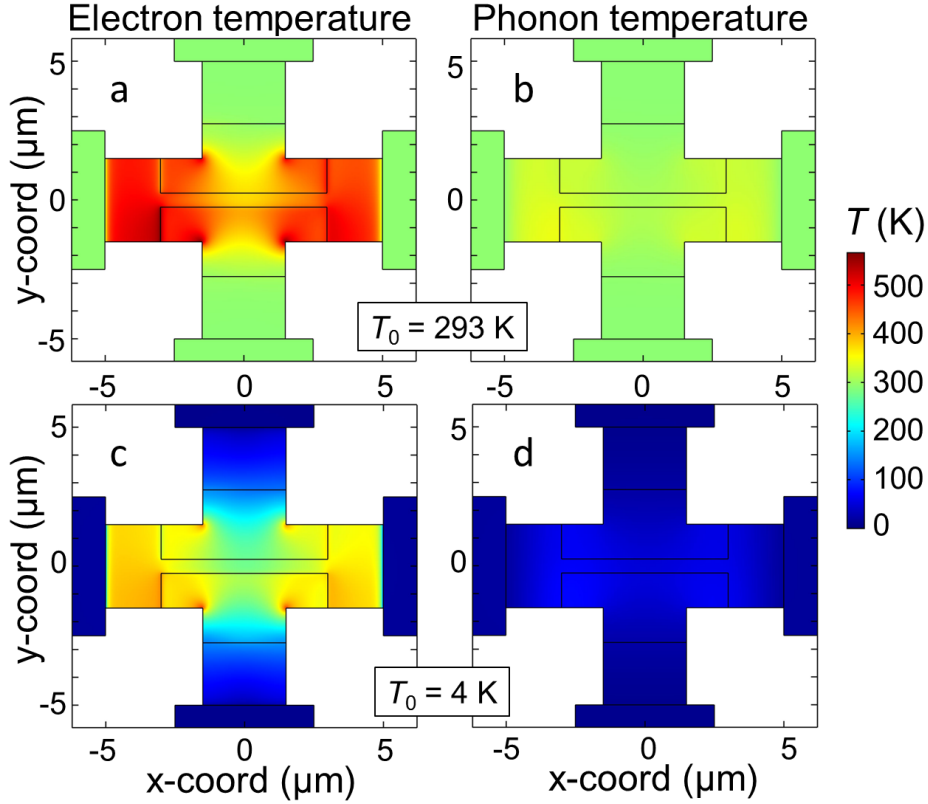 Electron temperature
Phonon temperature
a
b
5
0
-5
y-coord (µm)
5
0
-5
-5
0
5
-5
0
5
T₀ = 293 K
T (K)
500
400
300
200
100
0
c
d
5
0
-5
y-coord (µm)
5
0
-5
T₀ = 4 K
-5
0
5
-5
0
5
x-coord (µm)
x-coord (µm)